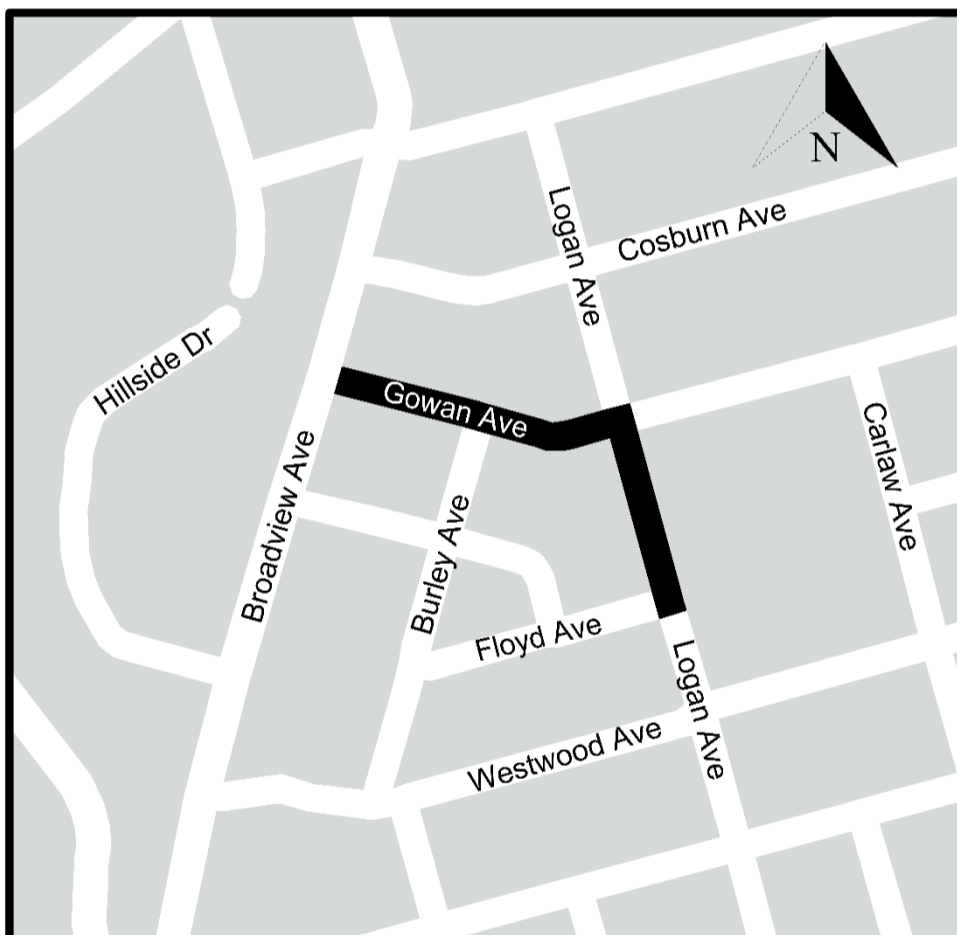 N
Logan Ave
Cosburn Ave
Hillside Dr
Gowan Ave
Carlaw Ave
Broadview Ave
Burley Ave
Floyd Ave
Logan Ave
Westwood Ave